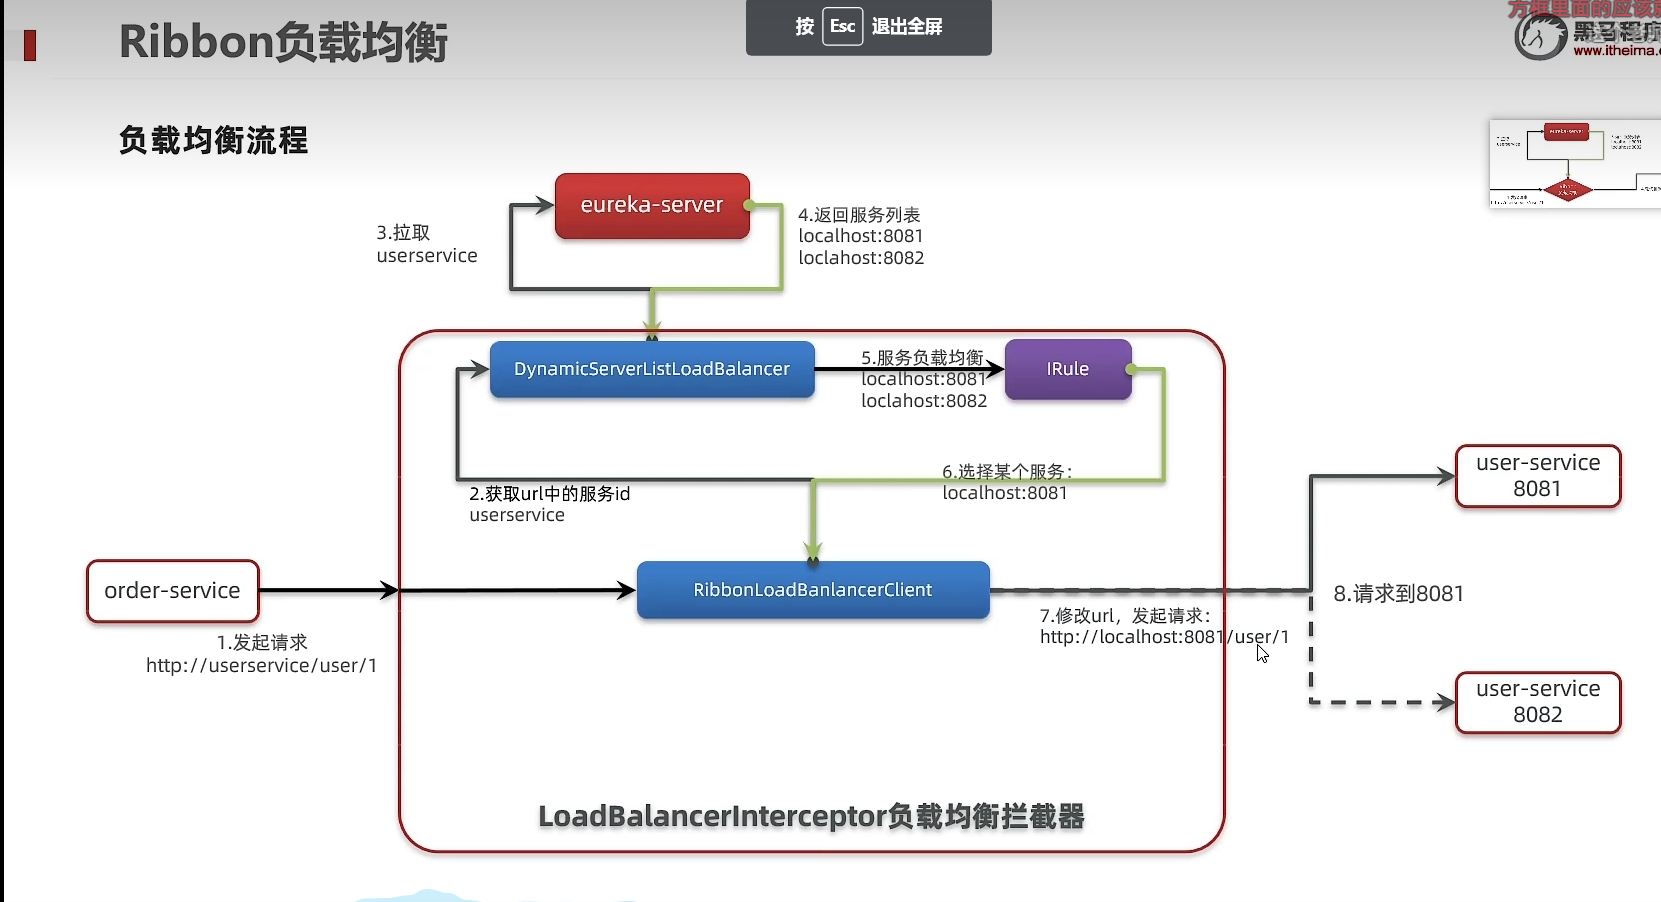 方框里面的应该
按 Esc 退出全屏
Ribbon负载均衡
www.itheima.c
负载均衡流程
eureka-server
3.拉取
userservice
4.返回服务列表
localhost:8081
loclahost:8082
DynamicServerListLoadBalancer
5.服务负载均衡
localhost:8081
loclahost:8082
IRule
2.获取url中的服务id
userservice
6.选择某个服务:
localhost:8081
user-service
8081
order-service
1.发起请求
http://userservice/user/1
RibbonLoadBanlancerClient
7.修改url，发起请求:
http://localhost:8081/user/1
8.请求到8081
user-service
8082
LoadBalancerInterceptor负载均衡拦截器